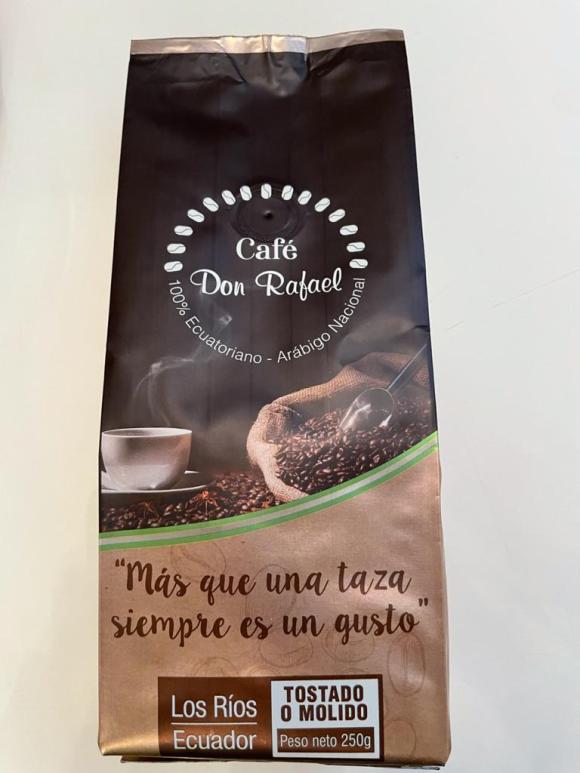 Café
Don Rafael
100% Ecuatoriano - Arábigo Nacional
"Más que una taza
siempre es un gusto"
Los Ríos
Ecuador
TOSTADO
O MOLIDO
Peso neto 250g